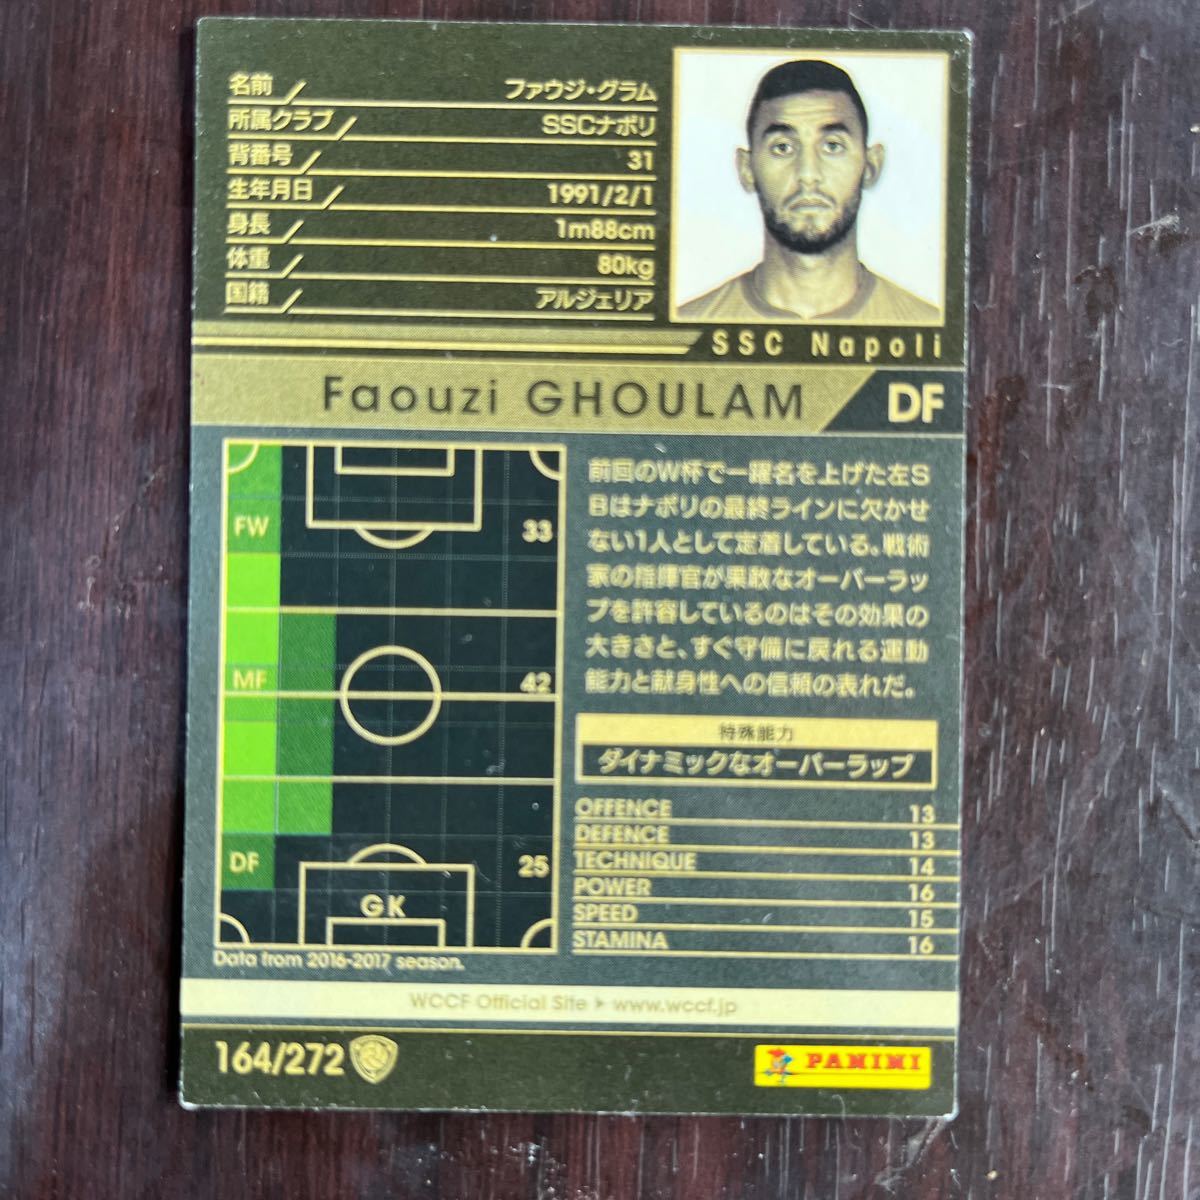 名前 ファウジ・グラム
所属クラブ SSCナポリ
背番号 31
生年月日 1991/2/1
身長 1m88cm
体重 80kg
国籍 アルジェリア
SSC Napoli
Faouzi GHOULAM DF
FW 33
MF 42
DF 25
GK
Data from 2016-2017 season.
前回のW杯で一躍名を上げた左S
Bはナポリの最終ラインに欠かせ
ない1人として定着している。戦術
家の指揮官が果敢なオーバーラッ
プを許容しているのはその効果の
大きさと、すぐ守備に戻れる運動
能力と献身性への信頼の表れだ。
特殊能力
ダイナミックなオーバーラップ
OFFENCE 13
DEFENCE 13
TECHNIQUE 14
POWER 16
SPEED 15
STAMINA 16
WCCF Official Site ▶ www.wccf.jp
164/272
PANINI